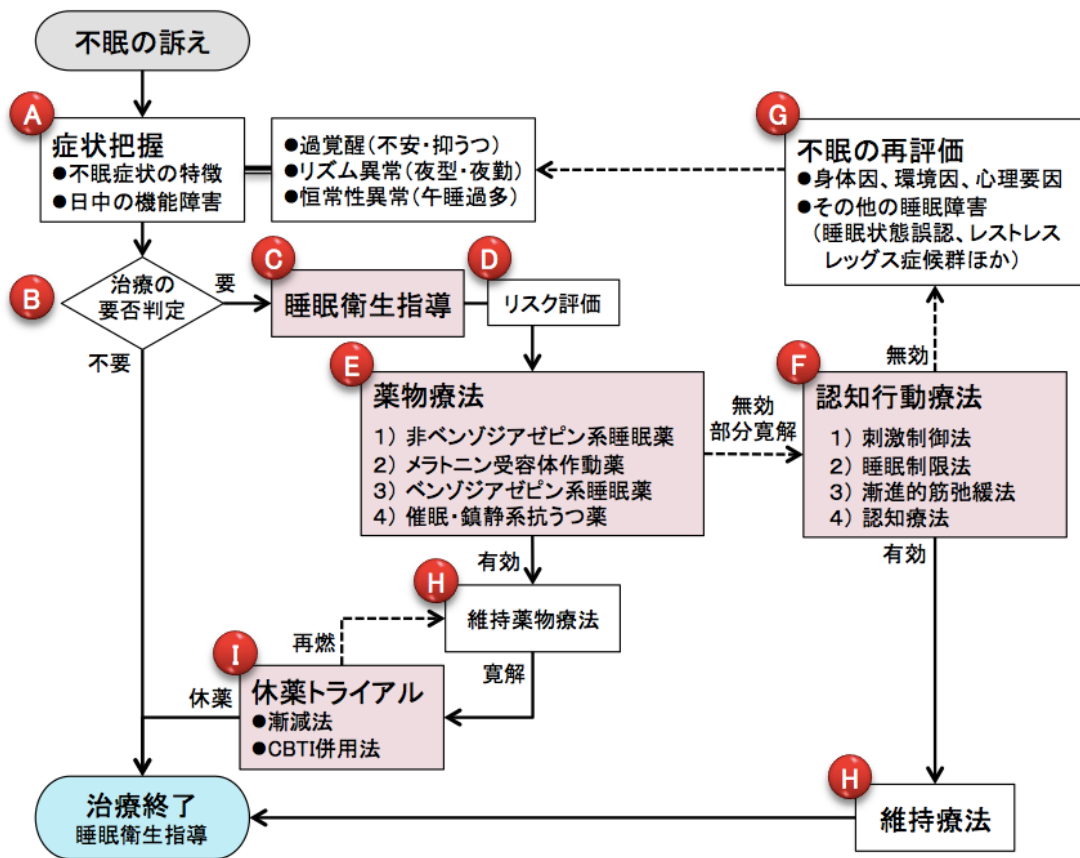 不眠の訴え
A
症状把握
●不眠症状の特徴
●日中の機能障害
●過覚醒(不安・抑うつ)
●リズム異常(夜型・夜勤)
●恒常性異常(午睡過多)
G
不眠の再評価
●身体因、環境因、心理要因
●その他の睡眠障害
(睡眠状態誤認、レストレス
レッグス症候群ほか)
B
治療の
要否判定
要
不要
C
睡眠衛生指導
D
リスク評価
E
薬物療法
1) 非ベンゾジアゼピン系睡眠薬
2) メラトニン受容体作動薬
3) ベンゾジアゼピン系睡眠薬
4) 催眠・鎮静系抗うつ薬
無効
部分寛解
無効
F
認知行動療法
1) 刺激制御法
2) 睡眠制限法
3) 漸進的筋弛緩法
4) 認知療法
有効
有効
H
維持薬物療法
再燃
寛解
I
休薬トライアル
●漸減法
●CBTI併用法
休薬
治療終了
睡眠衛生指導
H
維持療法